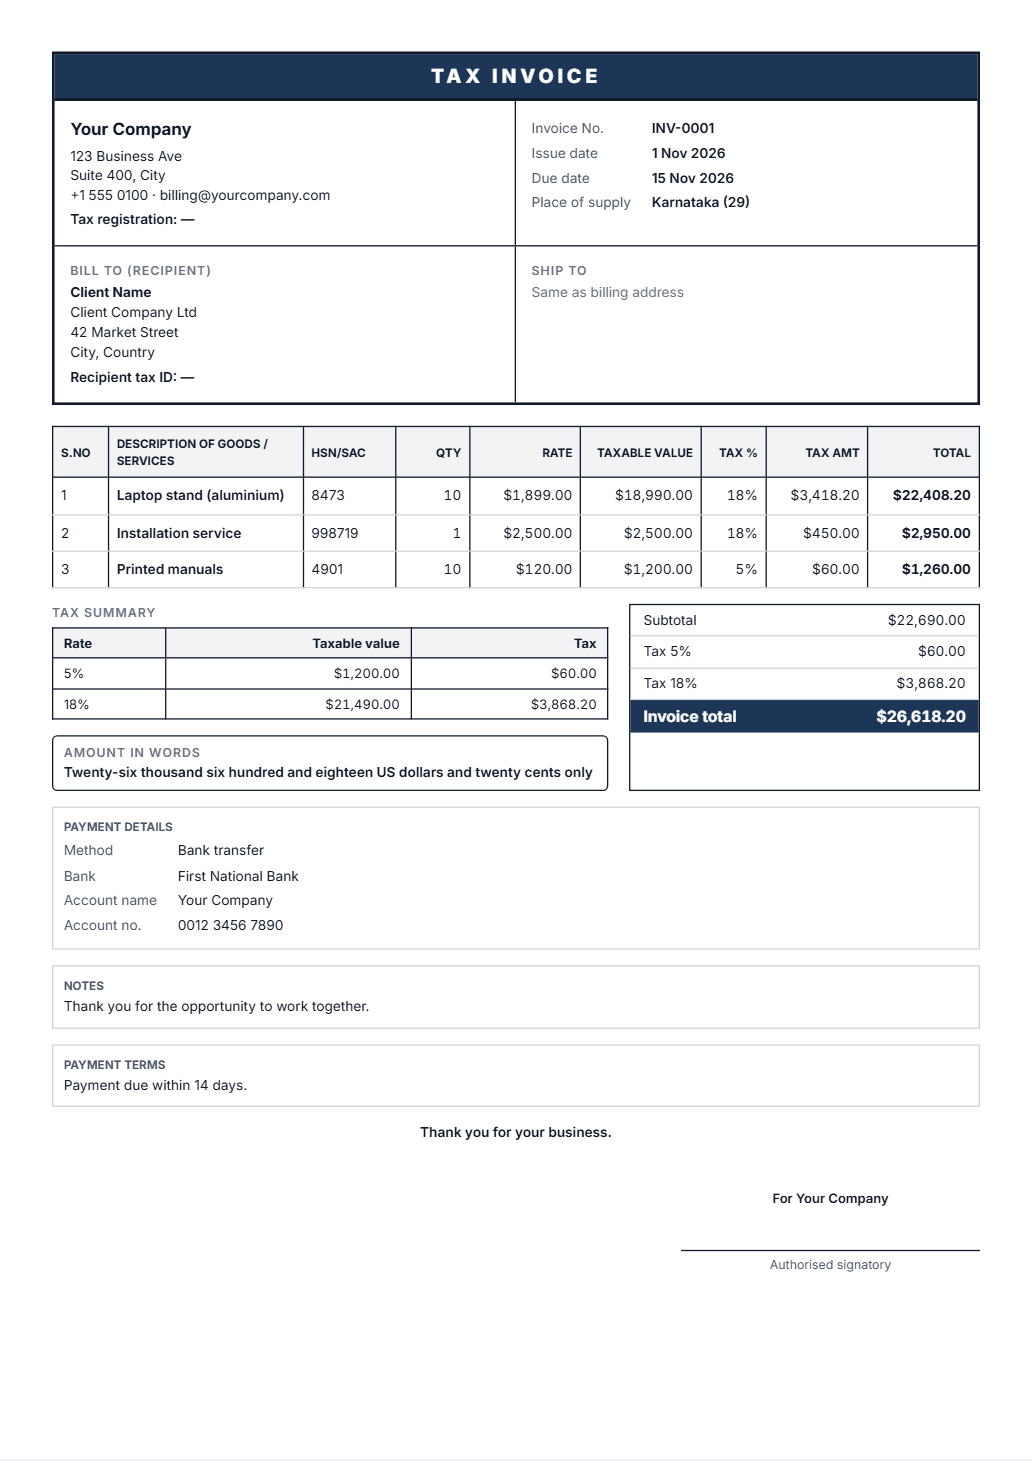 TAX INVOICE
Your Company
123 Business Ave
Suite 400, City
+1 555 0100 · billing@yourcompany.com
Tax registration: —
Invoice No. INV-0001
Issue date 1 Nov 2026
Due date 15 Nov 2026
Place of supply Karnataka (29)
BILL TO (RECIPIENT)
Client Name
Client Company Ltd
42 Market Street
City, Country
Recipient tax ID: —
SHIP TO
Same as billing address
S.NO DESCRIPTION OF GOODS / SERVICES HSN/SAC QTY RATE TAXABLE VALUE TAX % TAX AMT TOTAL
1 Laptop stand (aluminium) 8473 10 $1,899.00 $18,990.00 18% $3,418.20 $22,408.20
2 Installation service 998719 1 $2,500.00 $2,500.00 18% $450.00 $2,950.00
3 Printed manuals 4901 10 $120.00 $1,200.00 5% $60.00 $1,260.00
TAX SUMMARY
Rate Taxable value Tax
5% $1,200.00 $60.00
18% $21,490.00 $3,868.20
AMOUNT IN WORDS
Twenty-six thousand six hundred and eighteen US dollars and twenty cents only
Subtotal $22,690.00
Tax 5% $60.00
Tax 18% $3,868.20
Invoice total $26,618.20
PAYMENT DETAILS
Method Bank transfer
Bank First National Bank
Account name Your Company
Account no. 0012 3456 7890
NOTES
Thank you for the opportunity to work together.
PAYMENT TERMS
Payment due within 14 days.
Thank you for your business.
For Your Company
Authorised signatory